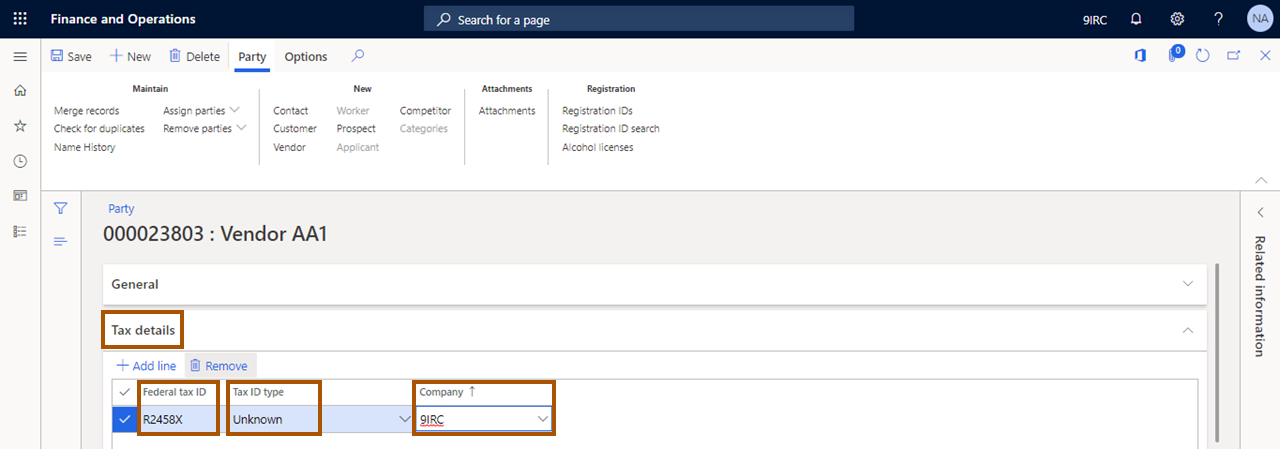 Finance and Operations
Search for a page
9IRC
NA
Save
New
Delete
Party
Options
0
Maintain
Merge records
Assign parties
Check for duplicates
Remove parties
Name History
New
Contact
Worker
Competitor
Customer
Prospect
Categories
Vendor
Applicant
Attachments
Attachments
Registration
Registration IDs
Registration ID search
Alcohol licenses
Party
000023803 : Vendor AA1
General
Tax details
Add line
Remove
Federal tax ID
Tax ID type
Company
R2458X
Unknown
9IRC
Related information